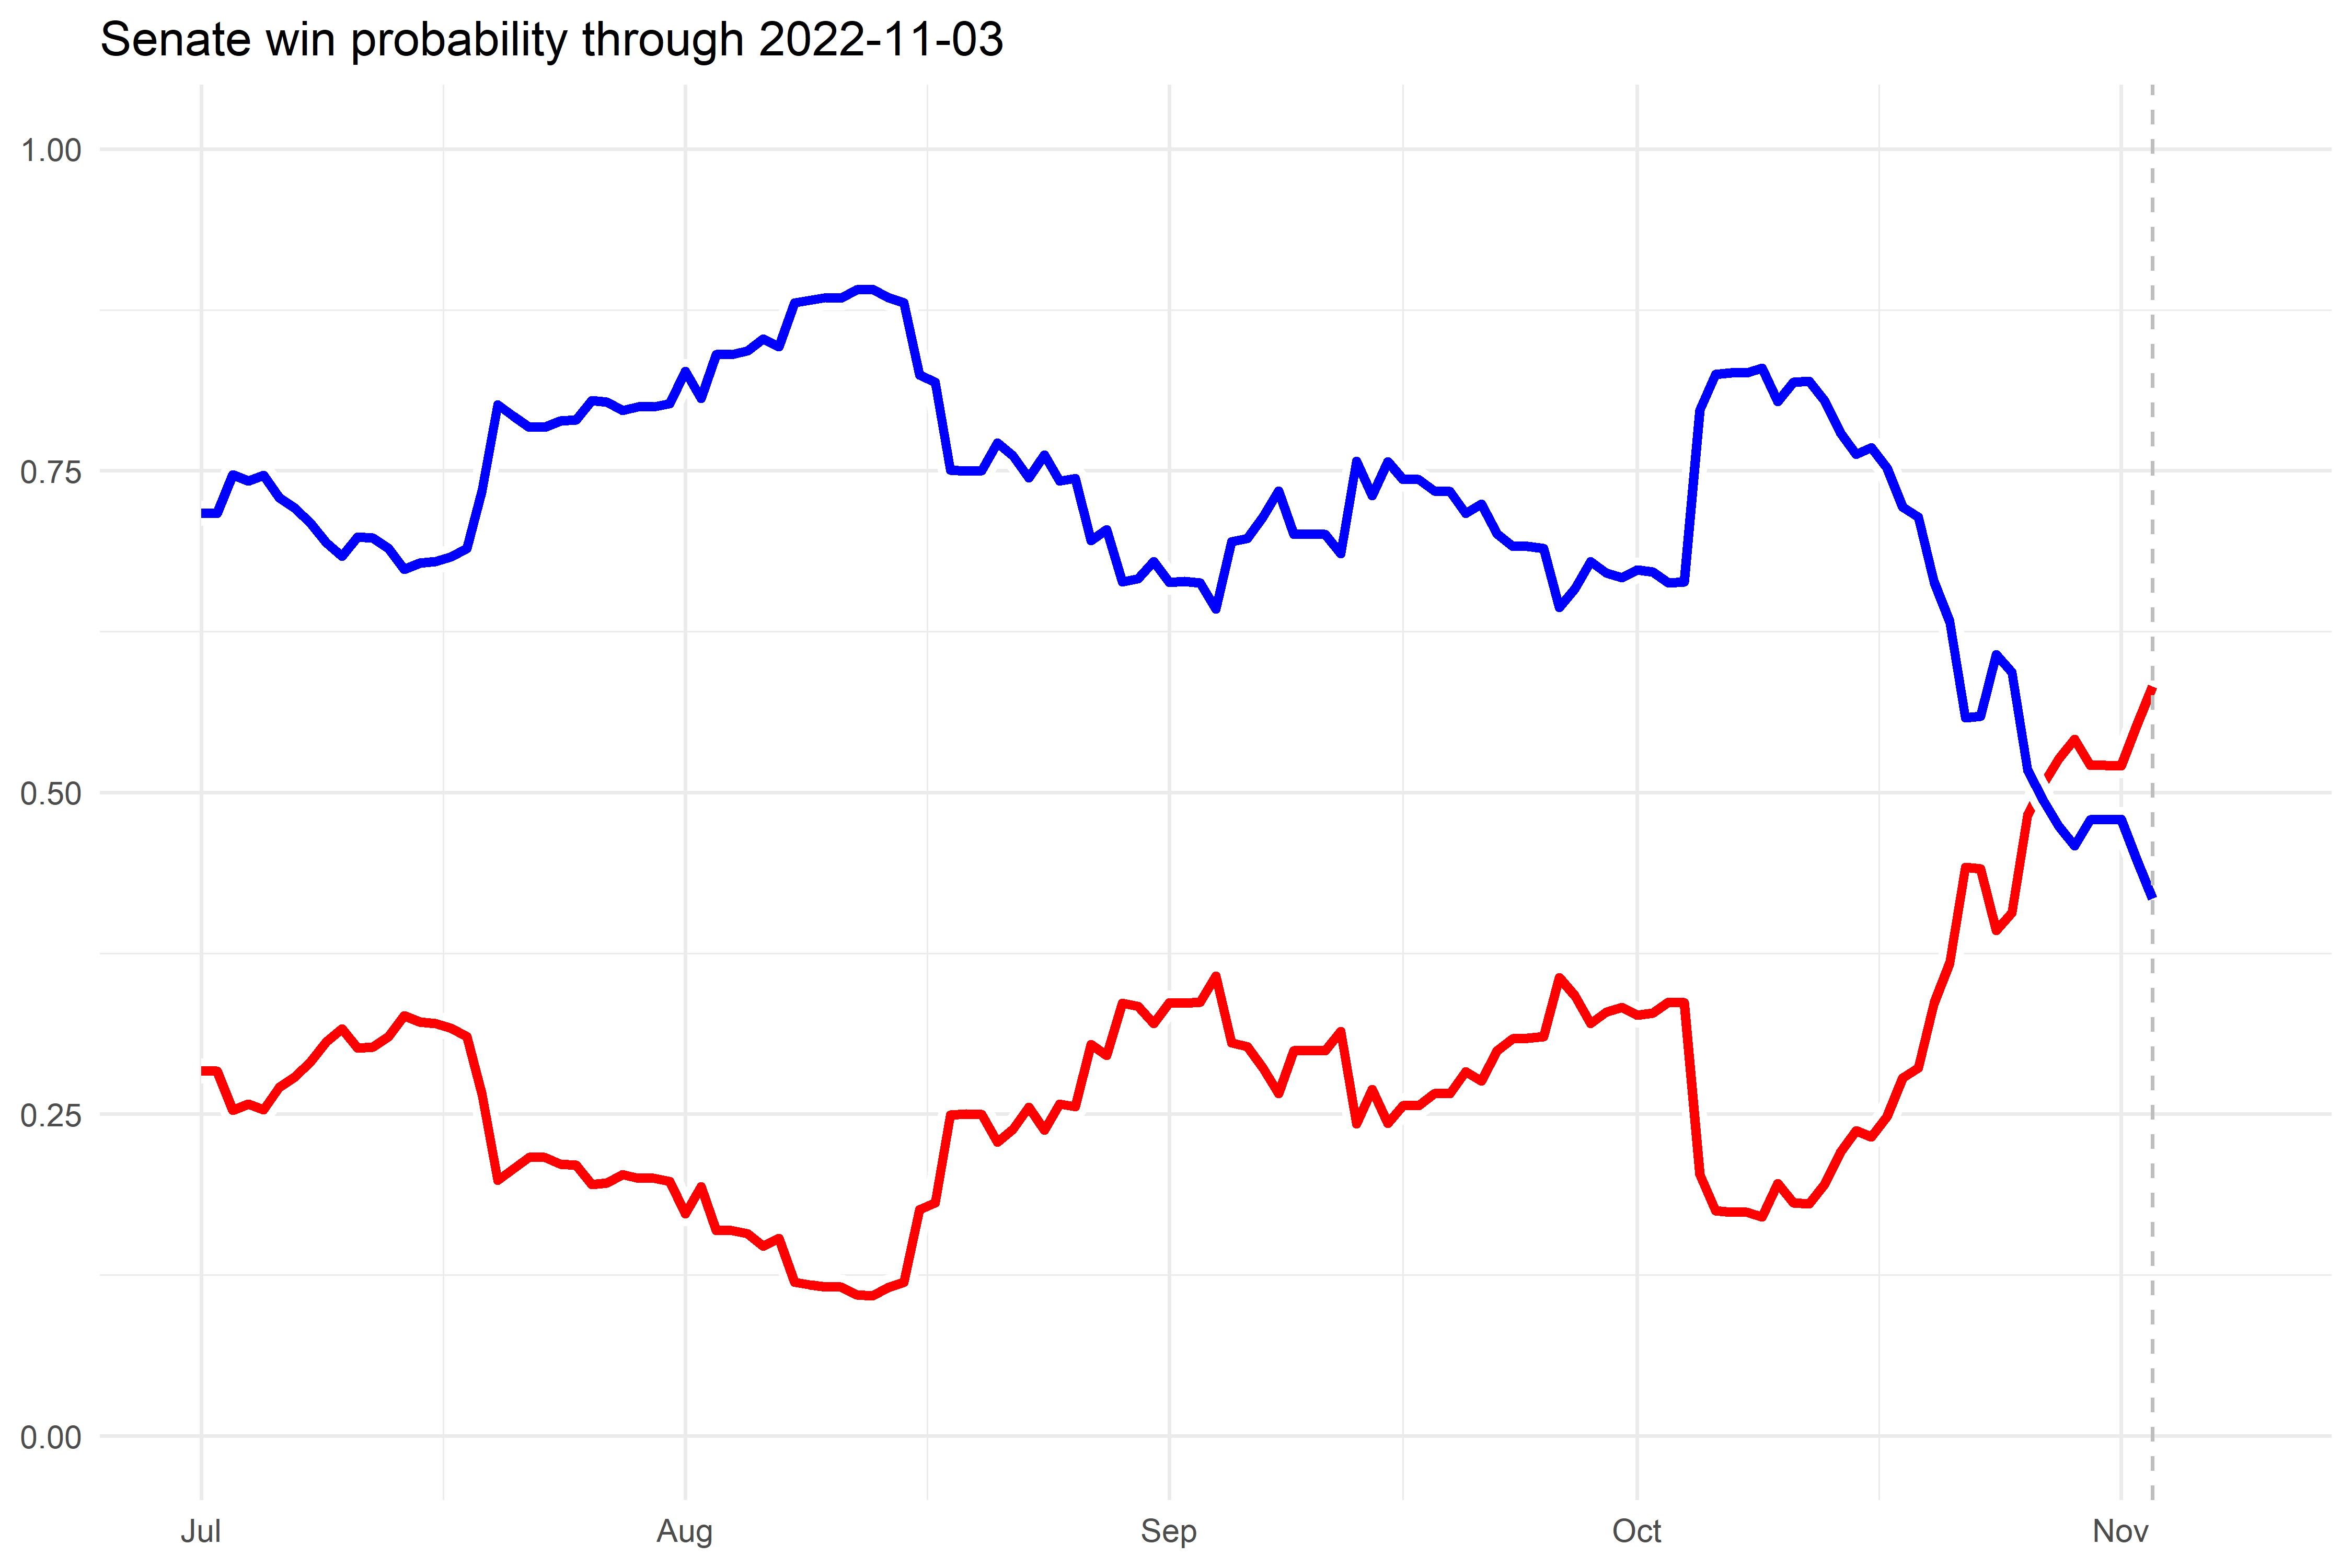 Senate win probability through 2022-11-03
1.00
0.75
0.50
0.25
0.00
Jul Aug Sep Oct Nov